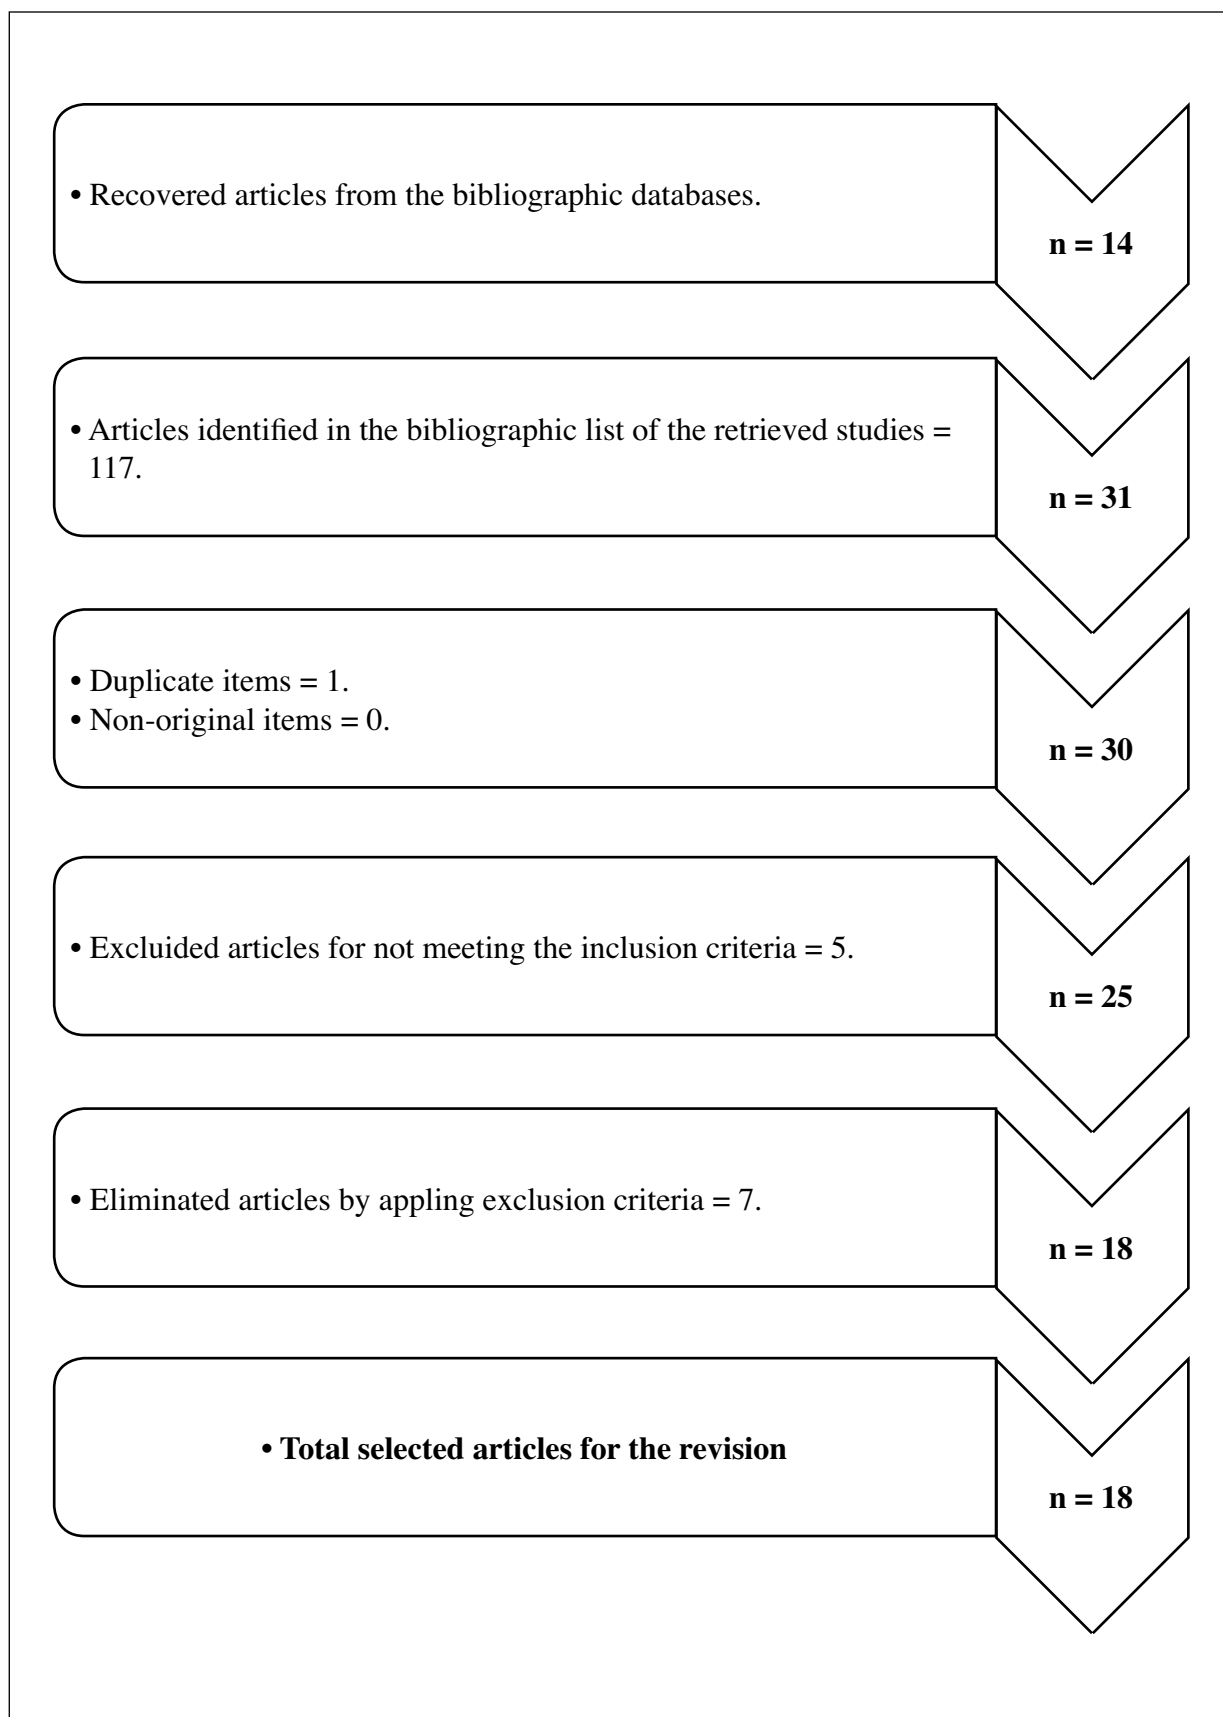 • Recovered articles from the bibliographic databases.
n = 14
• Articles identified in the bibliographic list of the retrieved studies =
117.
n = 31
• Duplicate items = 1.
• Non-original items = 0.
n = 30
• Excluided articles for not meeting the inclusion criteria = 5.
n = 25
• Eliminated articles by appling exclusion criteria = 7.
n = 18
• Total selected articles for the revision
n = 18